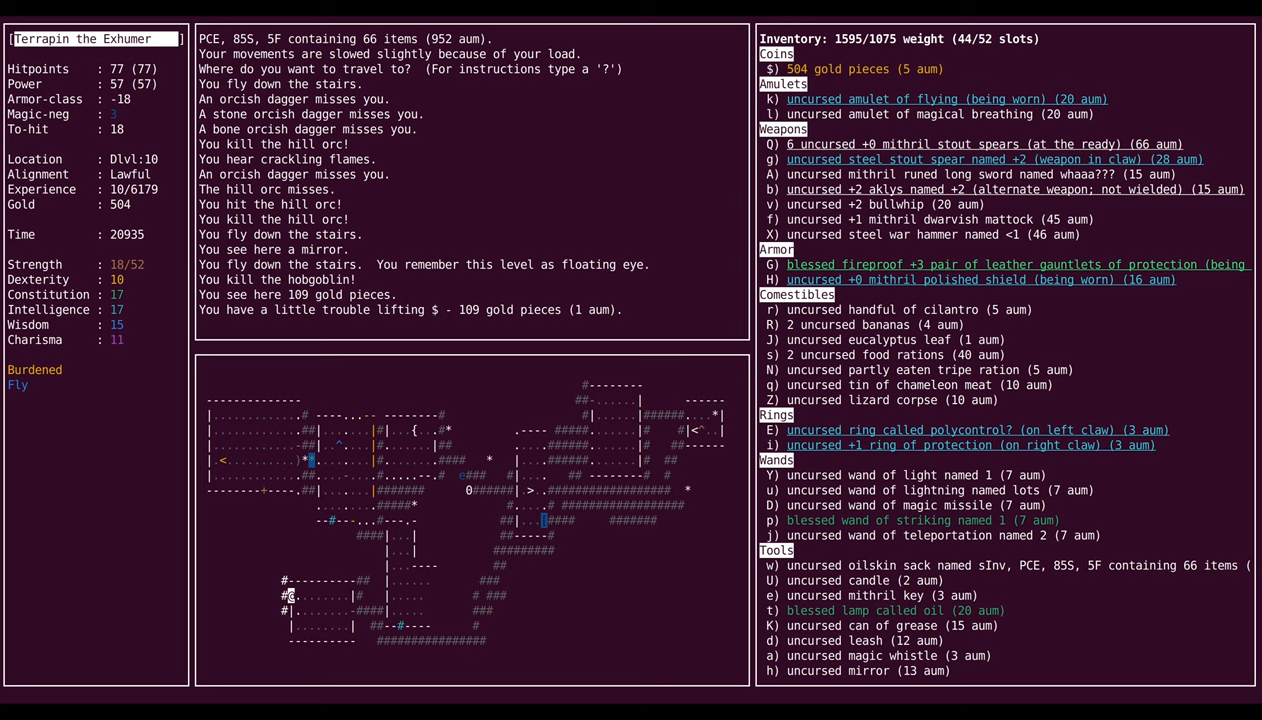 [Terrapin the Exhumer ]
Hitpoints : 77 (77)
Power : 57 (57)
Armor-class : -18
Magic-neg : 3
To-hit : 18
Location : Dlvl:10
Alignment : Lawful
Experience : 10/6179
Gold : 504
Time : 20935
Strength : 18/52
Dexterity : 10
Constitution : 17
Intelligence : 17
Wisdom : 15
Charisma : 11
Burdened
Fly
PCE, 85S, 5F containing 66 items (952 aum).
Your movements are slowed slightly because of your load.
Where do you want to travel to? (For instructions type a '?')
You fly down the stairs.
An orcish dagger misses you.
A stone orcish dagger misses you.
A bone orcish dagger misses you.
You kill the hill orc!
You hear crackling flames.
An orcish dagger misses you.
The hill orc misses.
You hit the hill orc!
You kill the hill orc!
You fly down the stairs.
You see here a mirror.
You fly down the stairs. You remember this level as floating eye.
You kill the hobgoblin!
You see here 109 gold pieces.
You have a little trouble lifting $ - 109 gold pieces (1 aum).
Inventory: 1595/1075 weight (44/52 slots)
Coins
$) 504 gold pieces (5 aum)
Amulets
k) uncursed amulet of flying (being worn) (20 aum)
l) uncursed amulet of magical breathing (20 aum)
Weapons
Q) 6 uncursed +0 mithril stout spears (at the ready) (66 aum)
g) uncursed steel stout spear named +2 (weapon in claw) (28 aum)
A) uncursed mithril runed long sword named whaaa??? (15 aum)
b) uncursed +2 aklys named +2 (alternate weapon; not wielded) (15 aum)
v) uncursed +2 bullwhip (20 aum)
f) uncursed +1 mithril dwarvish mattock (45 aum)
X) uncursed steel war hammer named <1 (46 aum)
Armor
G) blessed fireproof +3 pair of leather gauntlets of protection (being
H) uncursed +0 mithril polished shield (being worn) (16 aum)
Comestibles
r) uncursed handful of cilantro (5 aum)
R) 2 uncursed bananas (4 aum)
J) uncursed eucalyptus leaf (1 aum)
s) 2 uncursed food rations (40 aum)
N) uncursed partly eaten tripe ration (5 aum)
q) uncursed tin of chameleon meat (10 aum)
Z) uncursed lizard corpse (10 aum)
Rings
E) uncursed ring called polycontrol? (on left claw) (3 aum)
i) uncursed +1 ring of protection (on right claw) (3 aum)
Wands
Y) uncursed wand of light named 1 (7 aum)
u) uncursed wand of lightning named lots (7 aum)
D) uncursed wand of magic missile (7 aum)
p) blessed wand of striking named 1 (7 aum)
j) uncursed wand of teleportation named 2 (7 aum)
Tools
w) uncursed oilskin sack named sInv, PCE, 85S, 5F containing 66 items (
U) uncursed candle (2 aum)
e) uncursed mithril key (3 aum)
t) blessed lamp called oil (20 aum)
K) uncursed can of grease (15 aum)
d) uncursed leash (12 aum)
a) uncursed magic whistle (3 aum)
h) uncursed mirror (13 aum)